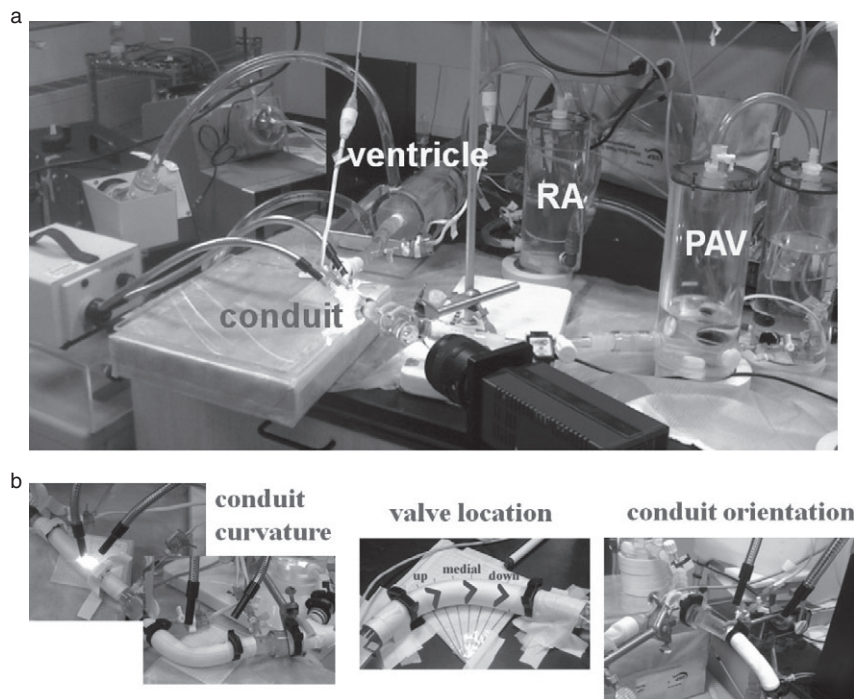 a
ventricle
RA
PAV
conduit
b
conduit
curvature
valve location
up
medial
down
conduit orientation